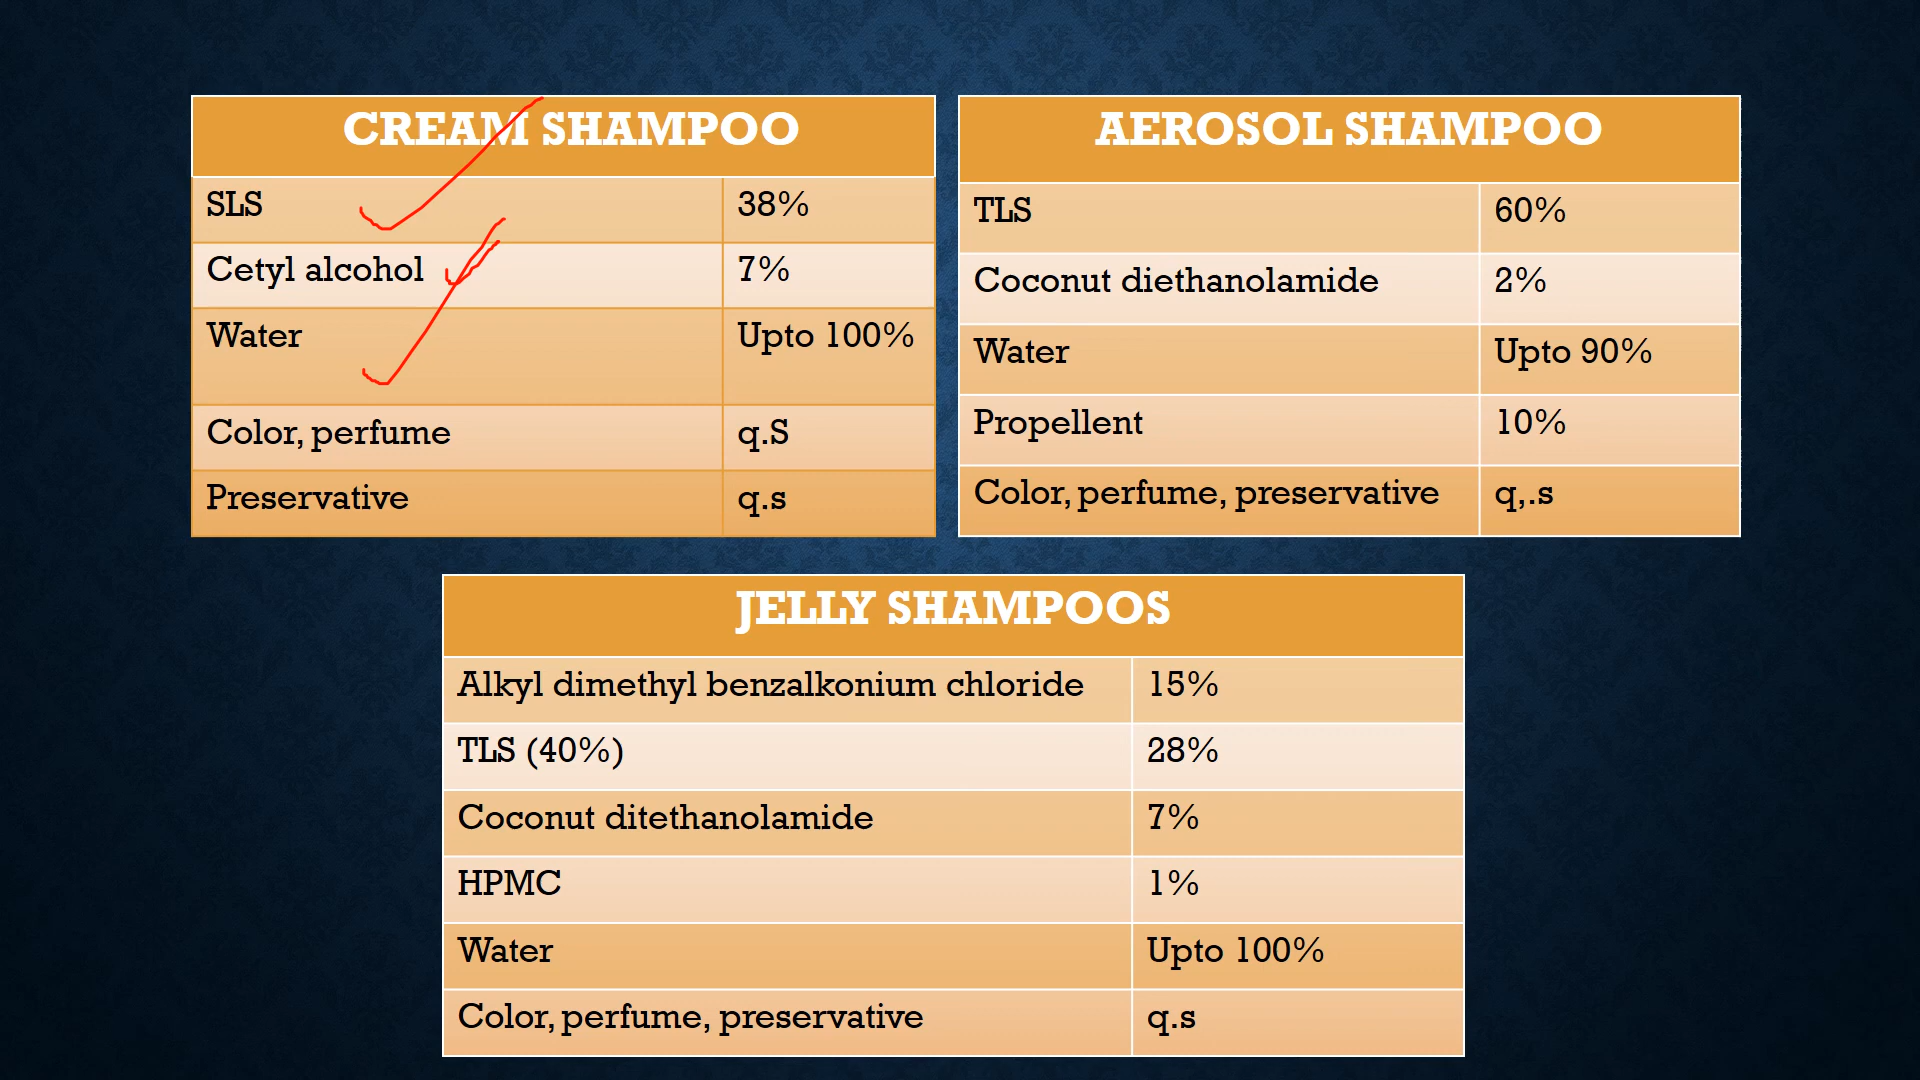 CREAM SHAMPOO
SLS 38%
Cetyl alcohol 7%
Water Upto 100%
Color, perfume q.S
Preservative q.s
AEROSOL SHAMPOO
TLS 60%
Coconut diethanolamide 2%
Water Upto 90%
Propellent 10%
Color, perfume, preservative q,.s
JELLY SHAMPOOS
Alkyl dimethyl benzalkonium chloride 15%
TLS (40%) 28%
Coconut ditethanolamide 7%
HPMC 1%
Water Upto 100%
Color, perfume, preservative q.s